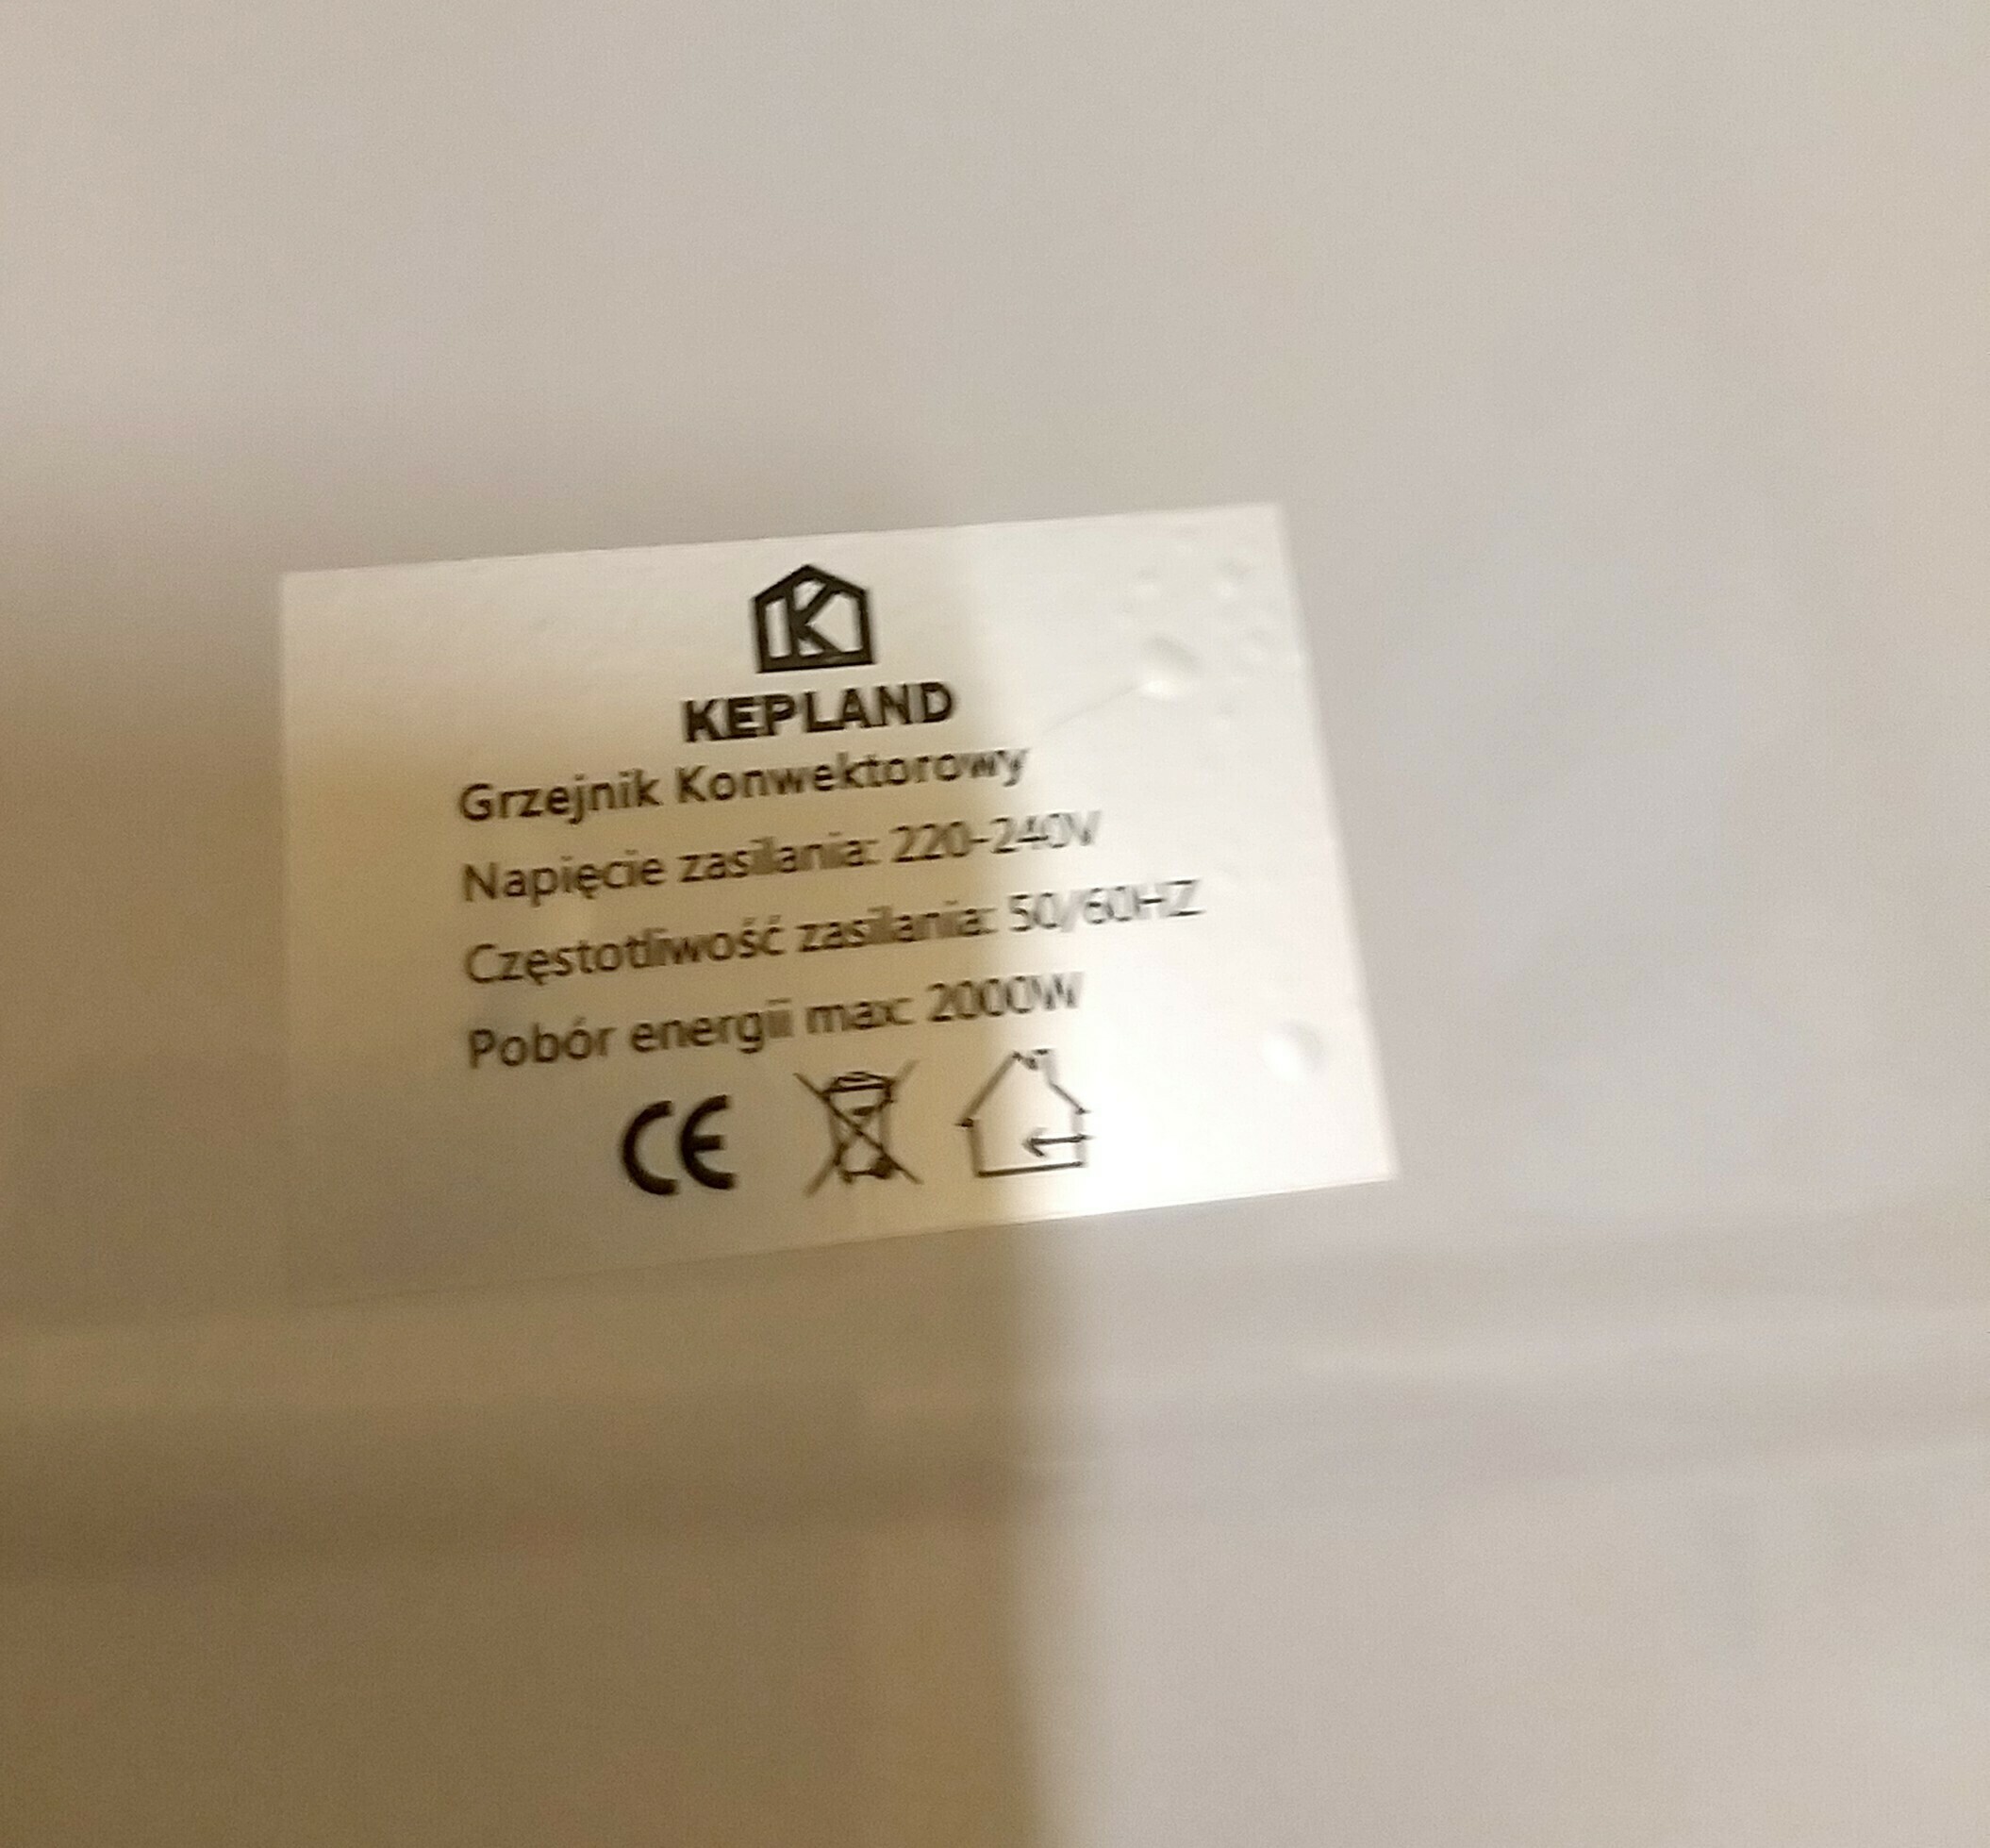 K
KEPLAND
Grzejnik Konwektorowy
Napięcie zasilania: 220-240V
Częstotliwość zasilania: 50/60HZ
Pobór energii max: 2000W
CE